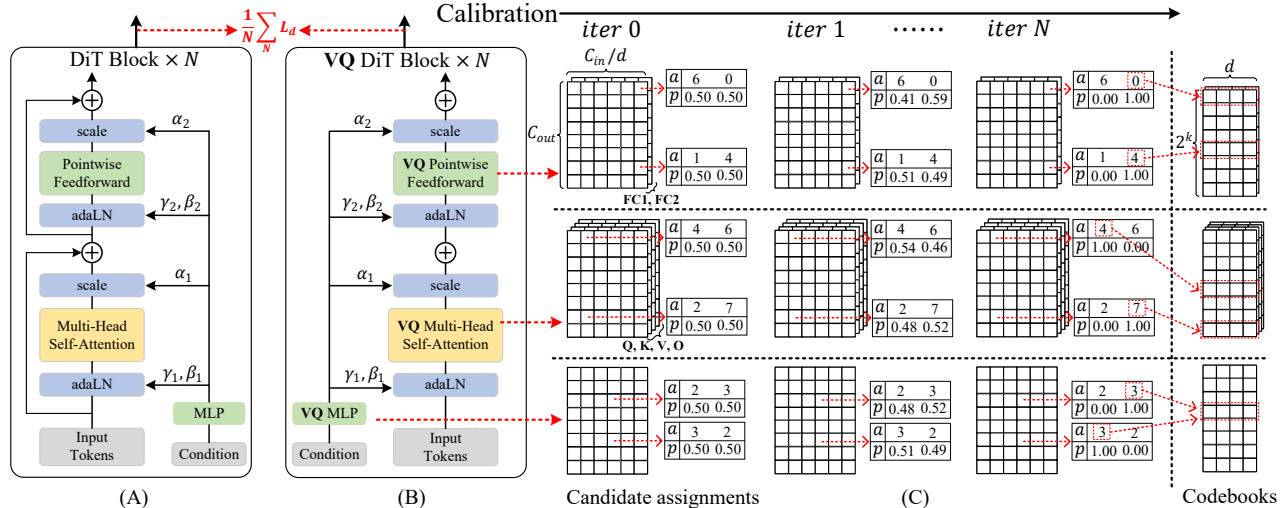 1/N ∑_N L_d
Calibration
iter 0
iter 1
······
iter N
DiT Block × N
scale
Pointwise
Feedforward
adaLN
scale
Multi-Head
Self-Attention
adaLN
MLP
Input
Tokens
Condition
α₂
γ₂, β₂
α₁
γ₁, β₁
(A)
VQ DiT Block × N
scale
VQ Pointwise
Feedforward
adaLN
scale
VQ Multi-Head
Self-Attention
adaLN
VQ MLP
Condition
Input
Tokens
α₂
γ₂, β₂
α₁
γ₁, β₁
(B)
C_in/d
C_out
a 6 0
p 0.50 0.50
a 1 4
p 0.50 0.50
FC1, FC2
a 6 0
p 0.41 0.59
a 1 4
p 0.51 0.49
a 6 0
p 0.00 1.00
a 1 4
p 0.00 1.00
d
2^k
a 4 6
p 0.50 0.50
a 2 7
p 0.50 0.50
Q, K, V, O
a 4 6
p 0.54 0.46
a 2 7
p 0.48 0.52
a 4 6
p 1.00 0.00
a 2 7
p 0.00 1.00
a 2 3
p 0.50 0.50
a 3 2
p 0.50 0.50
a 2 3
p 0.48 0.52
a 3 2
p 0.51 0.49
a 2 3
p 0.00 1.00
a 3 2
p 1.00 0.00
Candidate assignments
(C)
Codebooks